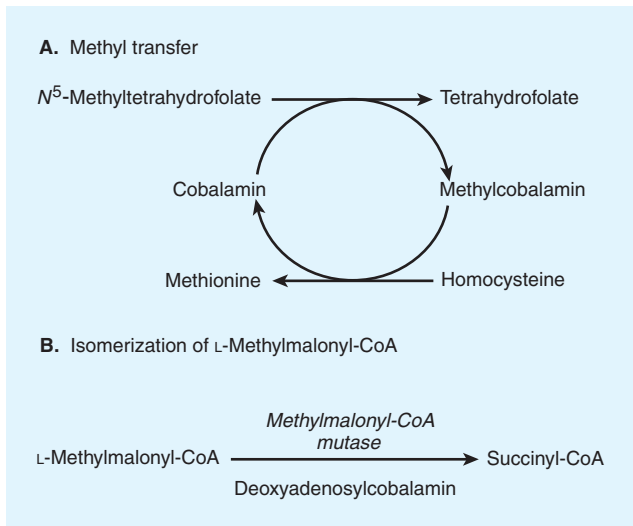 A. Methyl transfer
N5-Methyltetrahydrofolate Tetrahydrofolate
Cobalamin Methylcobalamin
Methionine Homocysteine
B. Isomerization of L-Methylmalonyl-CoA
Methylmalonyl-CoA
mutase
L-Methylmalonyl-CoA Succinyl-CoA
Deoxyadenosylcobalamin